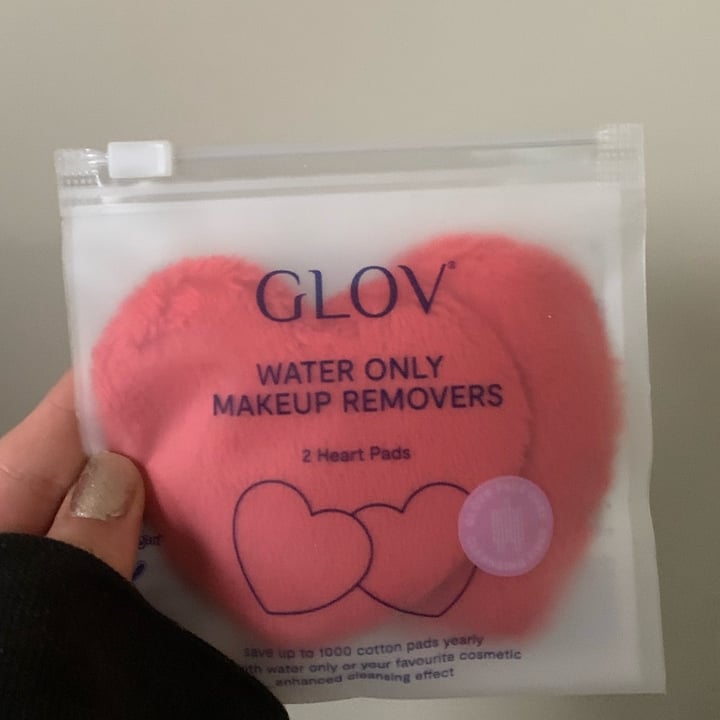 GLOV®
WATER ONLY
MAKEUP REMOVERS
2 Heart Pads
save up to 1000 cotton pads yearly
with water only or your favourite cosmetic
enhanced cleansing effect